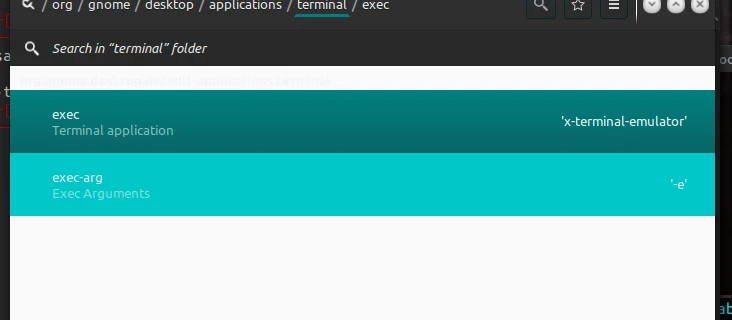 / org / gnome / desktop / applications / terminal / exec
Search in “terminal” folder
exec
Terminal application
'x-terminal-emulator'
exec-arg
Exec Arguments
'-e'